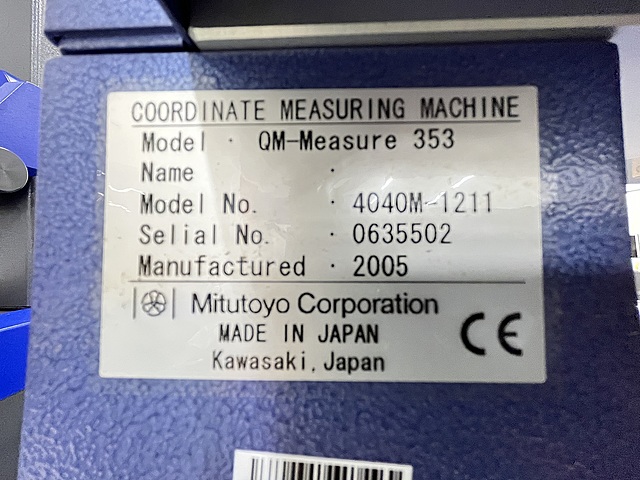 COORDINATE MEASURING MACHINE
Model · QM-Measure 353
Name ·
Model No. · 4040M-1211
Selial No. · 0635502
Manufactured · 2005
Mitutoyo Corporation
MADE IN JAPAN
Kawasaki, Japan
CE